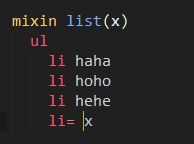 mixin list(x)
  ul
    li haha
    li hoho
    li hehe
    li= x